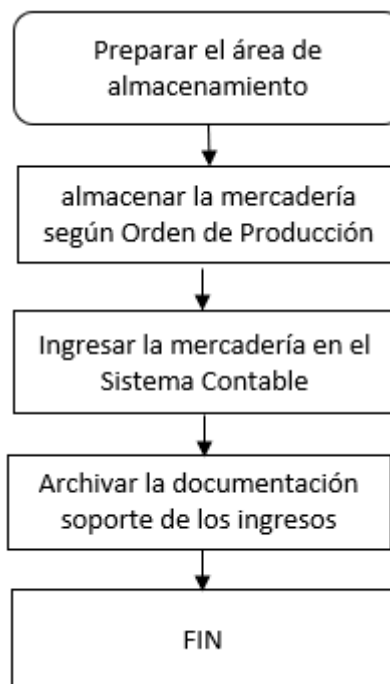 Preparar el área de
almacenamiento
almacenar la mercadería
según Orden de Producción
Ingresar la mercadería en el
Sistema Contable
Archivar la documentación
soporte de los ingresos
FIN